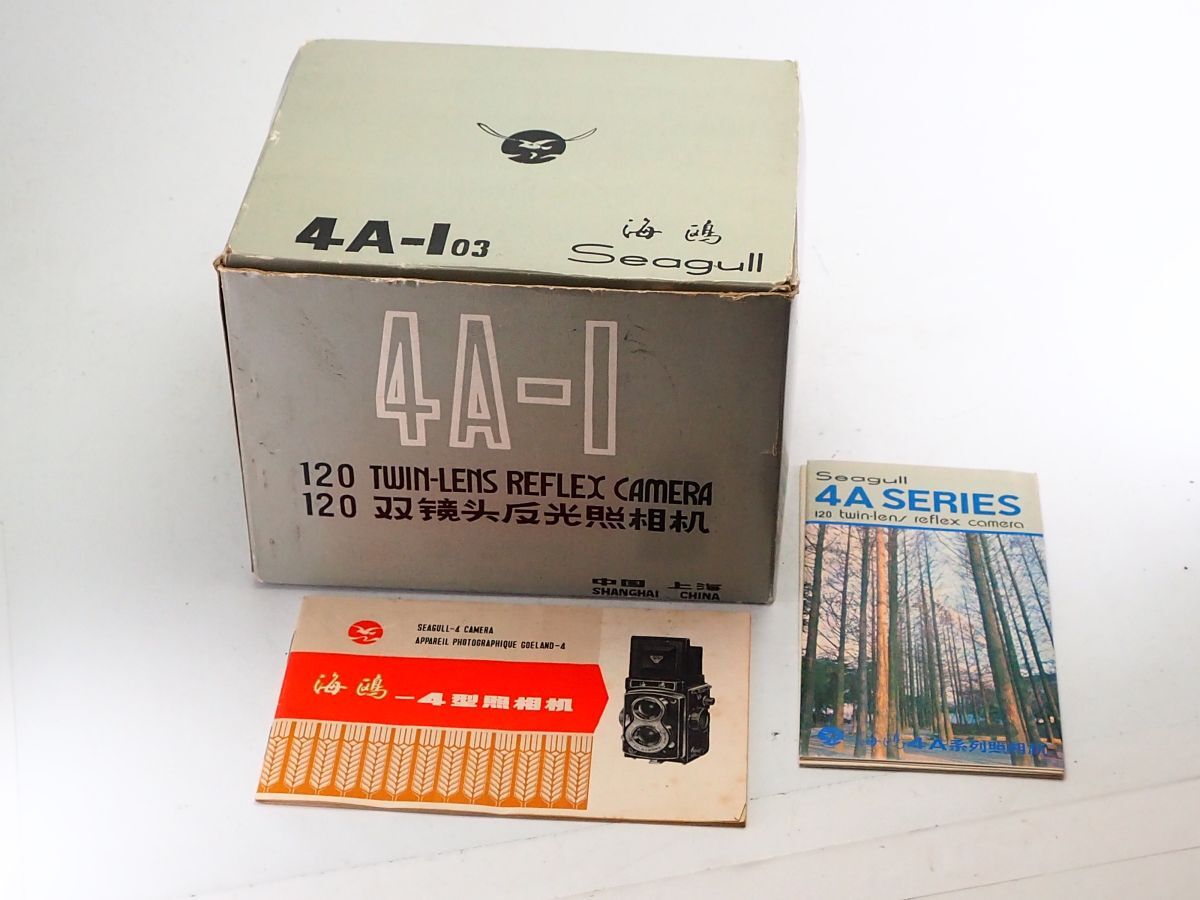 4A-I03
海鸥
Seagull
4A-I
120 TWIN-LENS REFLEX CAMERA
120 双镜头反光照相机
中国 上海
SHANGHAI CHINA
SEAGULL-4 CAMERA
APPAREIL PHOTOGRAPHIQUE GOELAND-4
海鸥-4型照相机
Seagull
4A SERIES
120 twin-lens reflex camera
海鸥4A系列照相机